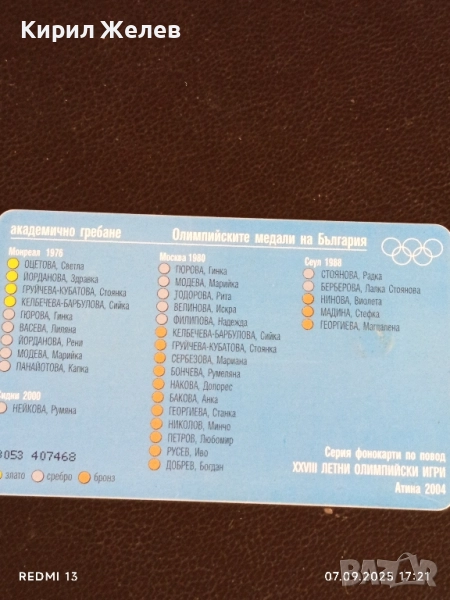 Кирил Желев
академично гребане
Олимпийските медали на България
Монреал 1976
ОЦЕТОВА, Светла
ЙОРДАНОВА, Здравка
ГРУЙЧЕВА-КУБАТОВА, Стоянка
КЕЛБЕЧЕВА-БАРБУЛОВА, Сийка
ГЮРОВА, Гинка
ВАСЕВА, Лиляна
ЙОРДАНОВА, Рени
МОДЕВА, Марийка
ПАНАЙОТОВА, Капка
Сидни 2000
НЕЙКОВА, Румяна
Москва 1980
ГЮРОВА, Гинка
МОДЕВА, Марийка
ТОДОРОВА, Рита
ВЕЛИНОВА, Искра
ФИЛИПОВА, Надежда
КЕЛБЕЧЕВА-БАРБУЛОВА, Сийка
ГРУЙЧЕВА-КУБАТОВА, Стоянка
СЕРБЕЗОВА, Мариана
БОНЧЕВА, Румеляна
НАКОВА, Долорес
БАКОВА, Анка
ГЕОРГИЕВА, Станка
НИКОЛОВ, Минчо
ПЕТРОВ, Любомир
РУСЕВ, Иво
ДОБРЕВ, Богдан
Сеул 1988
СТОЯНОВА, Радка
БЕРБЕРОВА, Лалка Стоянова
НИНОВА, Виолета
МАДИНА, Стефка
ГЕОРГИЕВА, Магдалена
3053 407468
злато сребро бронз
Серия фонокарти по повод
XXVIII ЛЕТНИ ОЛИМПИЙСКИ ИГРИ
Атина 2004
REDMI 13
07.09.2025 17:21
BAZAR